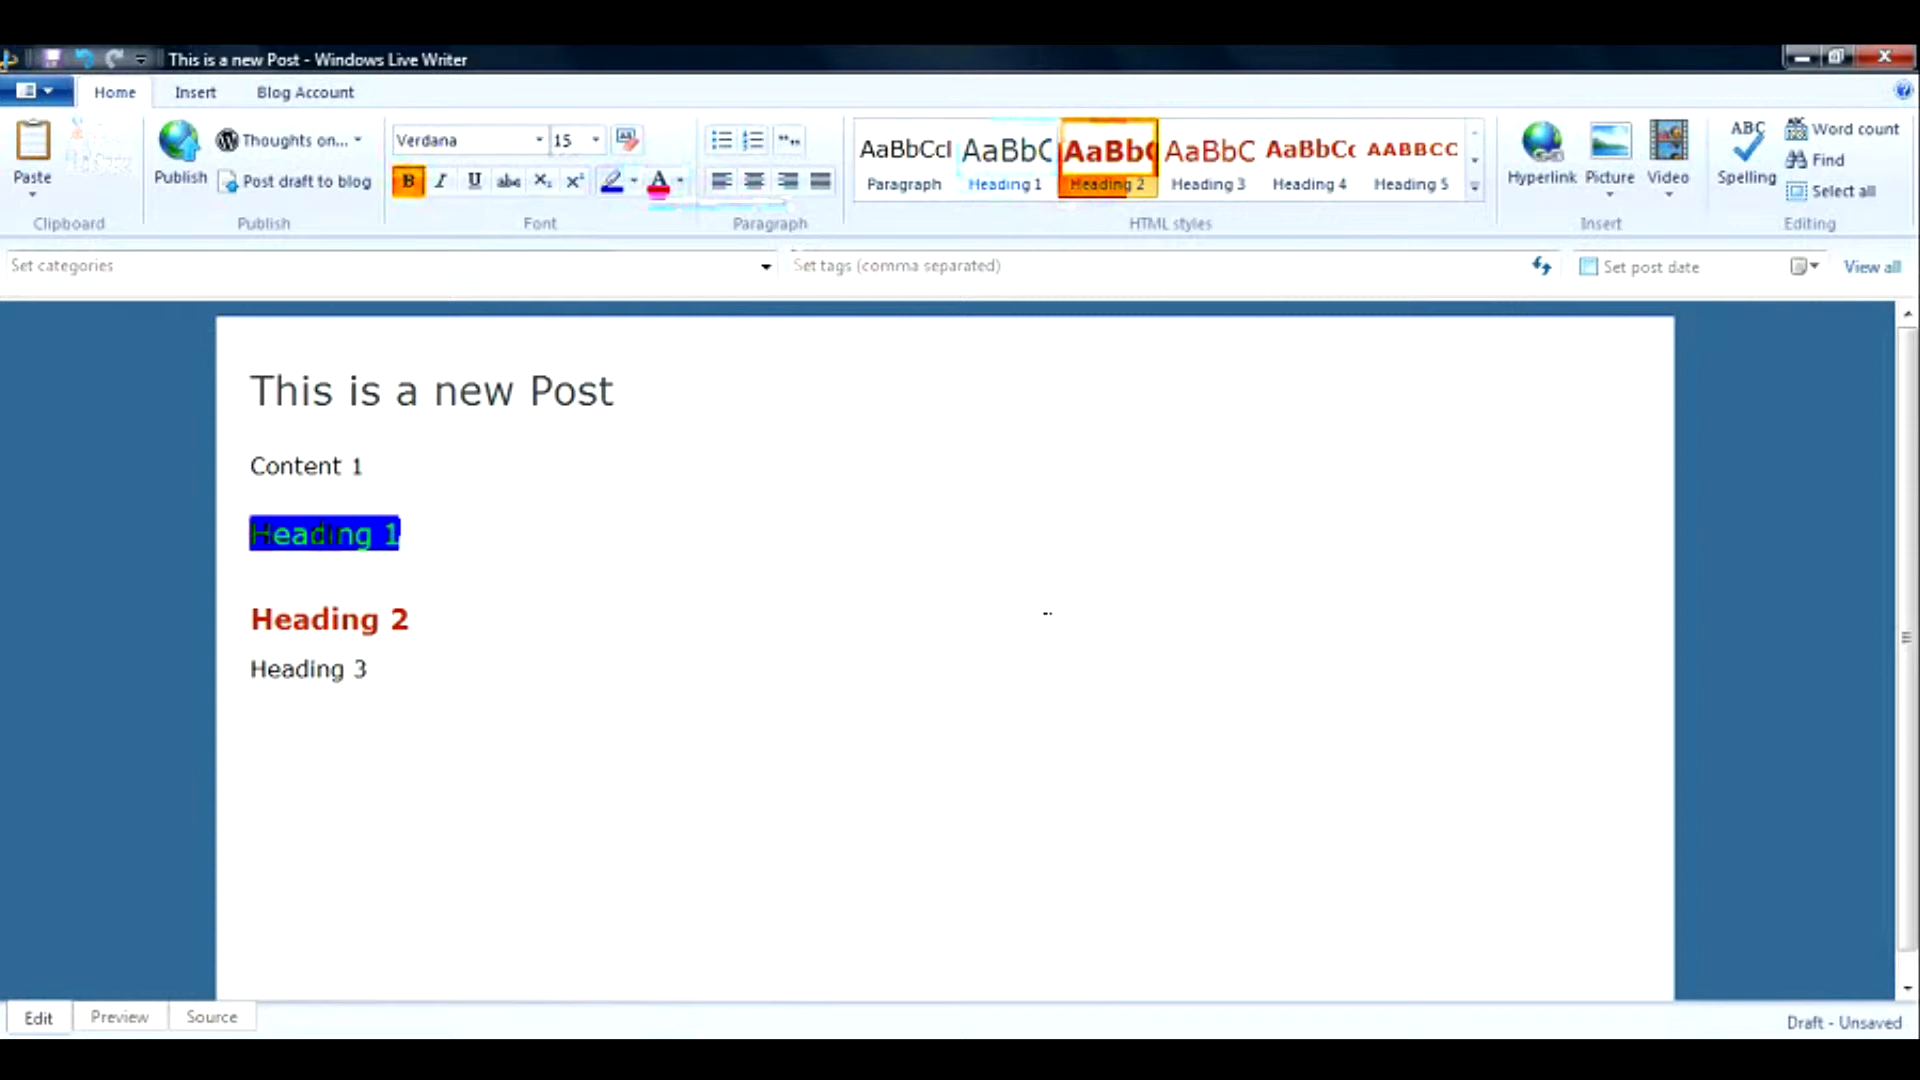 This is a new Post - Windows Live Writer
Home Insert Blog Account
Paste
Clipboard
Publish
Thoughts on...
Post draft to blog
Publish
Verdana 15
B I U abc X₂ X² A
Font
Paragraph
AaBbCcI Paragraph
AaBbC Heading 1
AaBb( Heading 2
AaBbC Heading 3
AaBbCc Heading 4
AABBCC Heading 5
HTML styles
Hyperlink Picture Video
Insert
ABC
Spelling
Word count
Find
Select all
Editing
Set categories Set tags (comma separated) Set post date View all
This is a new Post
Content 1
Heading 1
Heading 2
Heading 3
Edit Preview Source
Draft - Unsaved